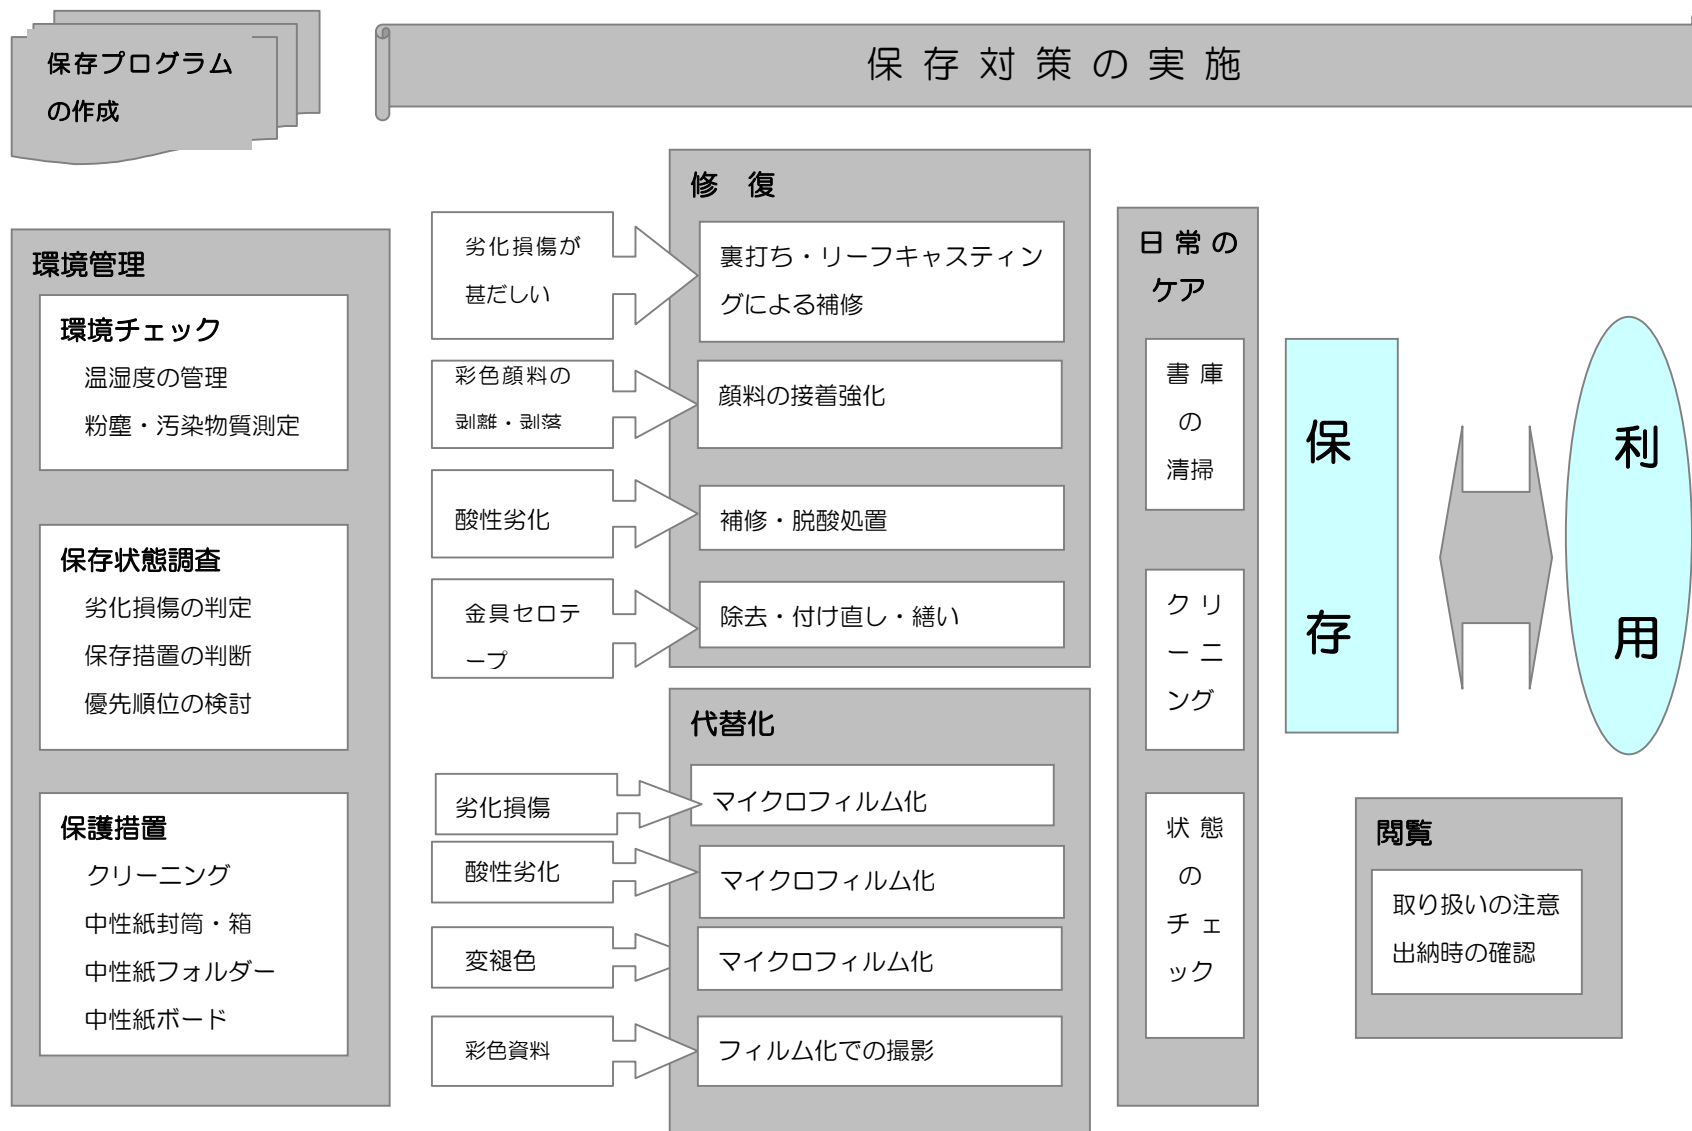 保存プログラム
の作成
保存対策の実施
環境管理
環境チェック
温湿度の管理
粉塵・汚染物質測定
保存状態調査
劣化損傷の判定
保存措置の判断
優先順位の検討
保護措置
クリーニング
中性紙封筒・箱
中性紙フォルダー
中性紙ボード
劣化損傷が
甚だしい
彩色顔料の
剥離・剥落
酸性劣化
金具セロテ
ープ
修 復
裏打ち・リーフキャスティン
グによる補修
顔料の接着強化
補修・脱酸処置
除去・付け直し・繕い
劣化損傷
酸性劣化
変褪色
彩色資料
代替化
マイクロフィルム化
マイクロフィルム化
マイクロフィルム化
フィルム化での撮影
日常の
ケア
書庫
の
清掃
クリ
ーニ
ング
状態
の
チェ
ック
保
存
利
用
閲覧
取り扱いの注意
出納時の確認